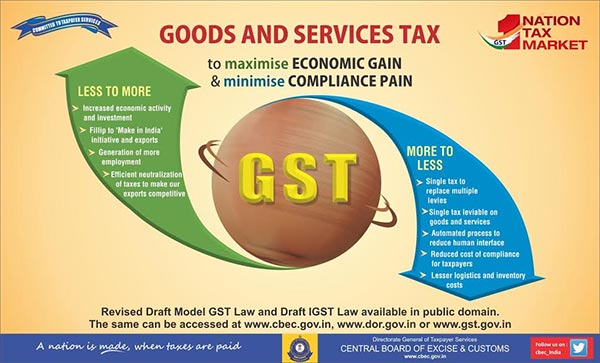 COMMITTED TO TAXPAYER SERVICES
GOODS AND SERVICES TAX
to maximise ECONOMIC GAIN
& minimise COMPLIANCE PAIN
GST
1
NATION
TAX
MARKET
LESS TO MORE
Increased economic activity
and investment
Fillip to 'Make in India'
initiative and exports
Generation of more
employment
Efficient neutralization
of taxes to make our
exports competitive
GST
MORE TO
LESS
Single tax to
replace multiple
levies
Single tax leviable on
goods and services
Automated process to
reduce human interface
Reduced cost of compliance
for taxpayers
Lesser logistics and inventory
costs
Revised Draft Model GST Law and Draft IGST Law available in public domain.
The same can be accessed at www.cbec.gov.in, www.dor.gov.in or www.gst.gov.in
A nation is made, when taxes are paid
Directorate General of Taxpayer Services
CENTRAL BOARD OF EXCISE & CUSTOMS
Follow us on :
cbec_India